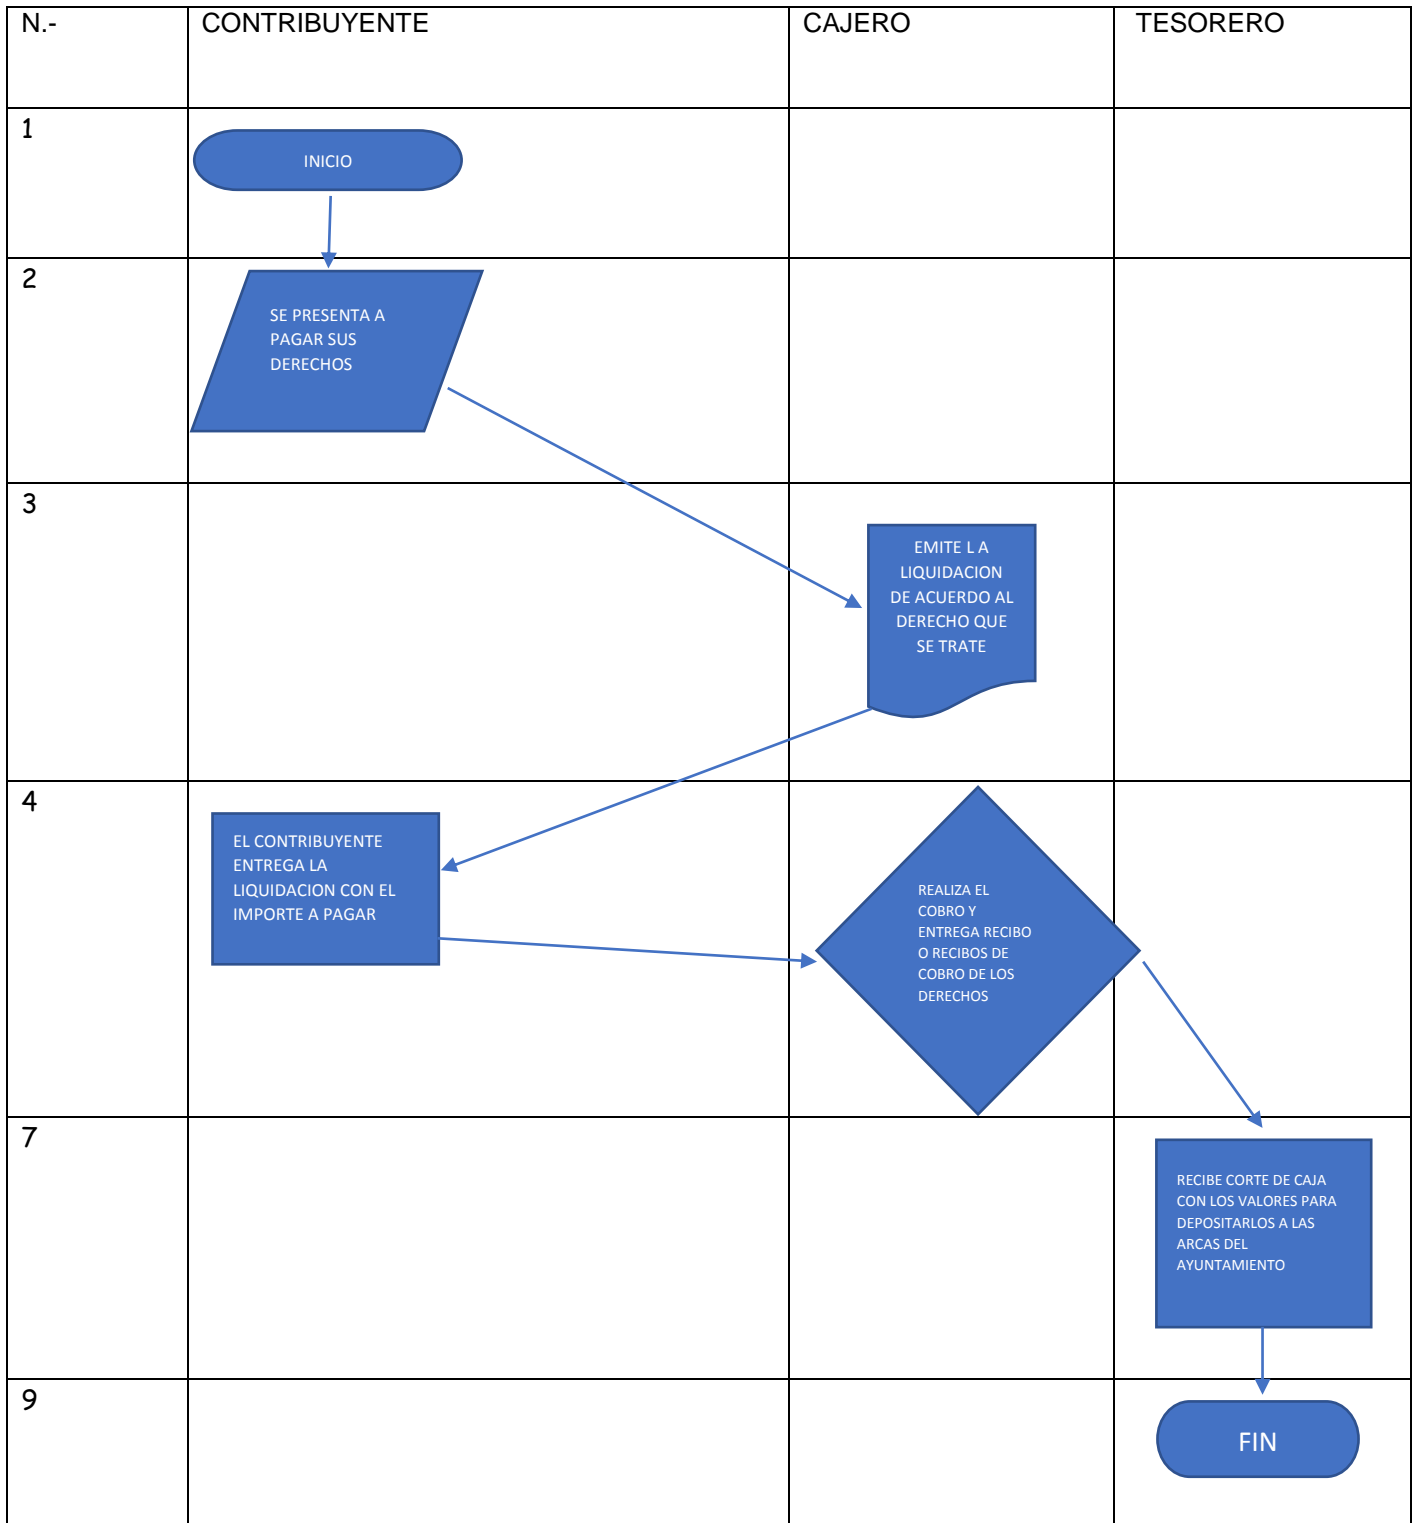 N.-
CONTRIBUYENTE
CAJERO
TESORERO
1
INICIO
2
SE PRESENTA A
PAGAR SUS
DERECHOS
3
EMITE L A
LIQUIDACION
DE ACUERDO AL
DERECHO QUE
SE TRATE
4
EL CONTRIBUYENTE
ENTREGA LA
LIQUIDACION CON EL
IMPORTE A PAGAR
REALIZA EL
COBRO Y
ENTREGA RECIBO
O RECIBOS DE
COBRO DE LOS
DERECHOS
7
RECIBE CORTE DE CAJA
CON LOS VALORES PARA
DEPOSITARLOS A LAS
ARCAS DEL
AYUNTAMIENTO
9
FIN